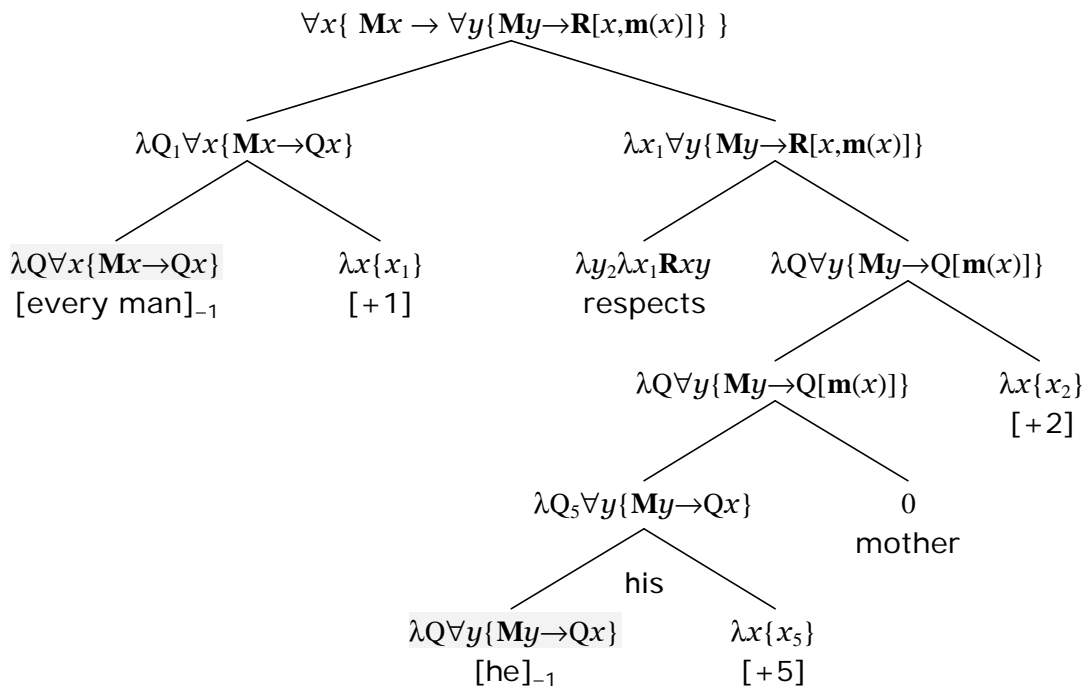 ∀x{ Mx → ∀y{My→R[x,m(x)]} }
λQ₁∀x{Mx→Qx} λx₁∀y{My→R[x,m(x)]}
λQ∀x{Mx→Qx} λx{x₁} λy₂λx₁Rxy λQ∀y{My→Q[m(x)]}
[every man]₋₁ [+1] respects
λQ∀y{My→Q[m(x)]} λx{x₂}
[+2]
λQ₅∀y{My→Qx} 0
mother
his
λQ∀y{My→Qx} λx{x₅}
[he]₋₁ [+5]